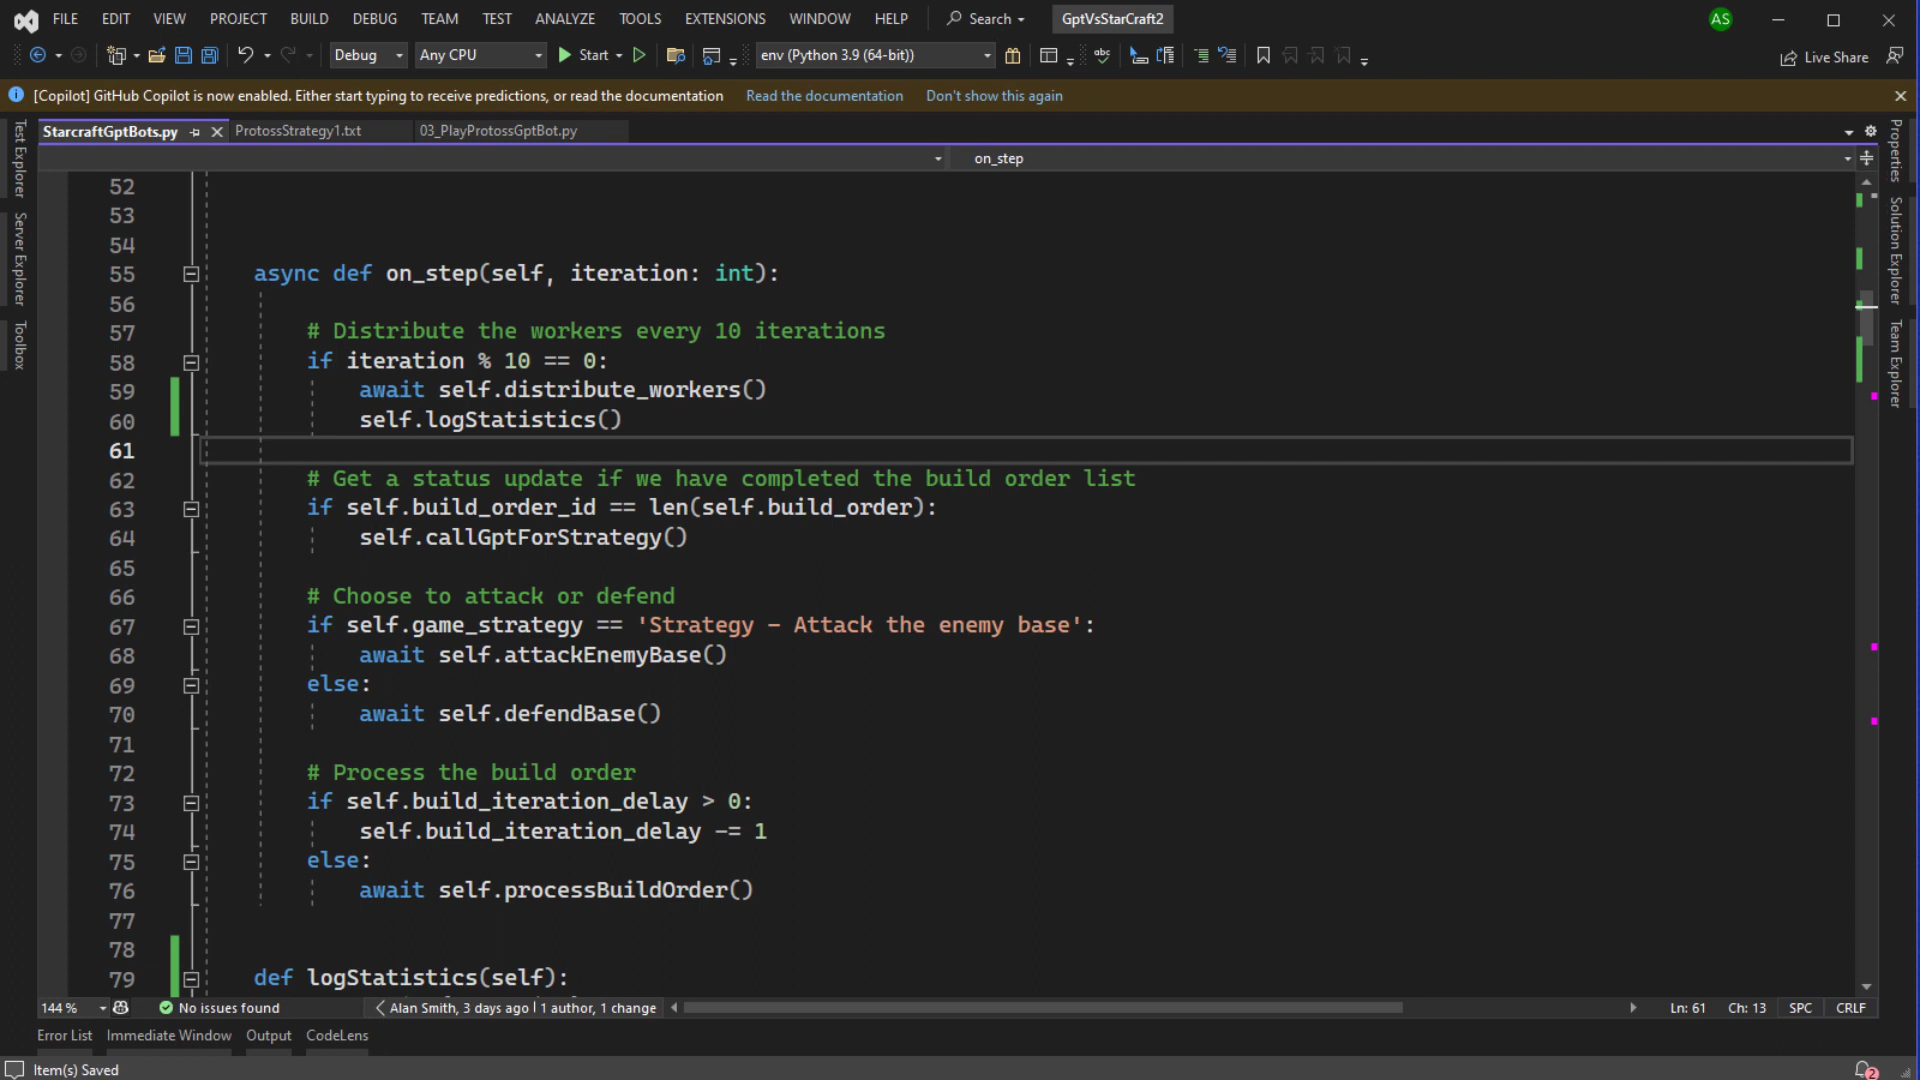 FILE EDIT VIEW PROJECT BUILD DEBUG TEAM TEST ANALYZE TOOLS EXTENSIONS WINDOW HELP Search GptVsStarCraft2 AS
Debug Any CPU Start env (Python 3.9 (64-bit)) abc Live Share
[Copilot] GitHub Copilot is now enabled. Either start typing to receive predictions, or read the documentation Read the documentation Don't show this again
StarcraftGptBots.py ProtossStrategy1.txt 03_PlayProtossGptBot.py
on_step
Test Explorer
Server Explorer
Toolbox
52
53
54
55 async def on_step(self, iteration: int):
56
57 # Distribute the workers every 10 iterations
58 if iteration % 10 == 0:
59 await self.distribute_workers()
60 self.logStatistics()
61
62 # Get a status update if we have completed the build order list
63 if self.build_order_id == len(self.build_order):
64 self.callGptForStrategy()
65
66 # Choose to attack or defend
67 if self.game_strategy == 'Strategy - Attack the enemy base':
68 await self.attackEnemyBase()
69 else:
70 await self.defendBase()
71
72 # Process the build order
73 if self.build_iteration_delay > 0:
74 self.build_iteration_delay -= 1
75 else:
76 await self.processBuildOrder()
77
78
79 def logStatistics(self):
Properties
Solution Explorer
Team Explorer
144 % No issues found Alan Smith, 3 days ago | 1 author, 1 change Ln: 61 Ch: 13 SPC CRLF
Error List Immediate Window Output CodeLens
Item(s) Saved 2